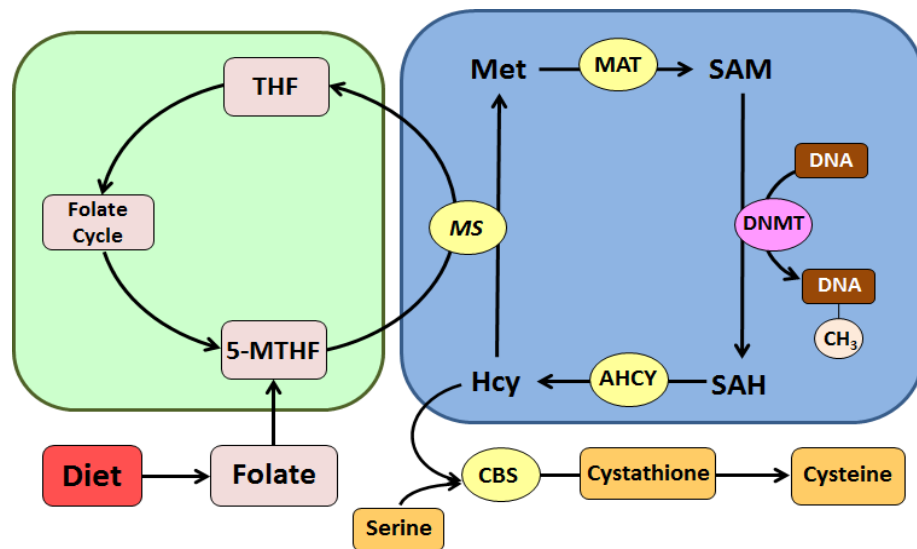 THF
Folate
Cycle
5-MTHF
Diet
Folate
MS
Met
MAT
SAM
DNA
DNMT
DNA
CH₃
Hcy
AHCY
SAH
Serine
CBS
Cystathione
Cysteine